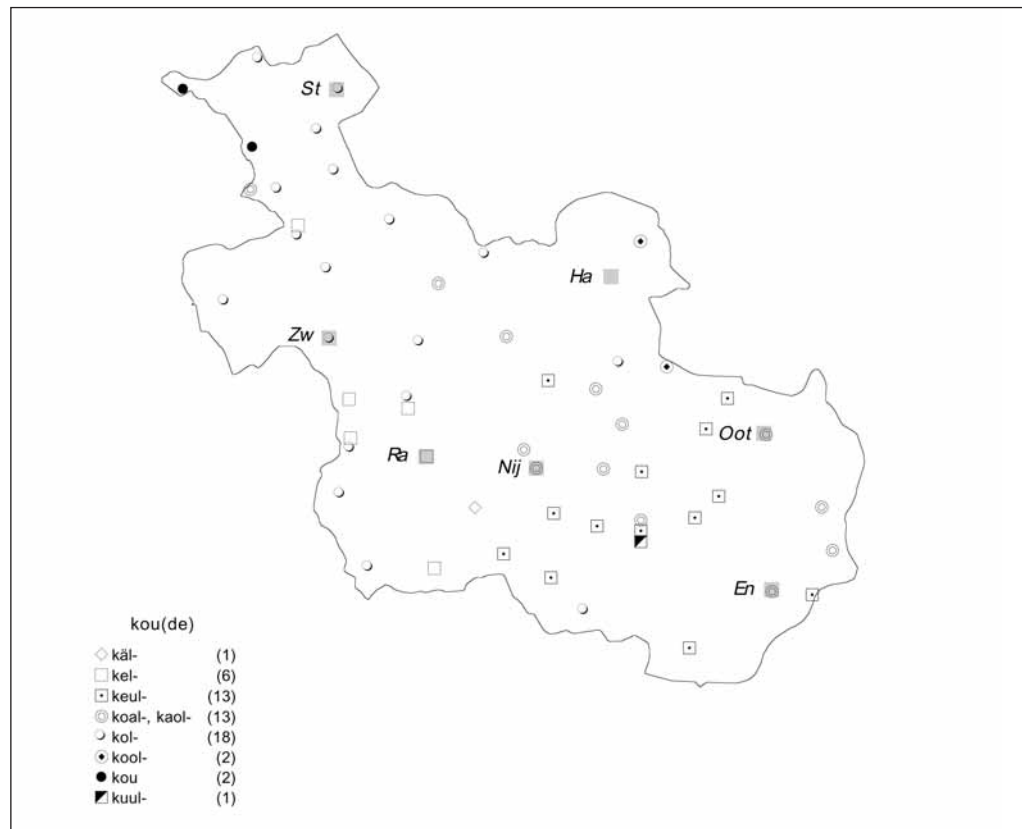 St
Ha
Zw
Oot
Ra
Nij
En
kou(de)
käl- (1)
kel- (6)
keul- (13)
koal-, kaol- (13)
kol- (18)
kool- (2)
kou (2)
kuul- (1)